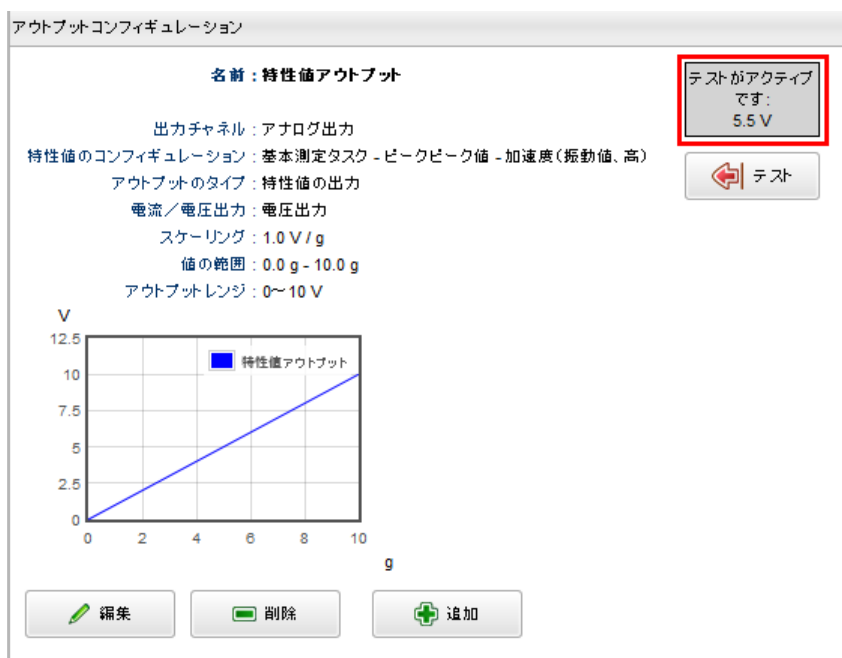 アウトプットコンフィギュレーション
名前 : 特性値アウトプット
テストがアクティブ
です:
5.5 V
出力チャネル : アナログ出力
特性値のコンフィギュレーション : 基本測定タスク - ピークピーク値 - 加速度(振動値、高)
テスト
アウトプットのタイプ : 特性値の出力
電流/電圧出力 : 電圧出力
スケーリング : 1.0 V / g
値の範囲 : 0.0 g - 10.0 g
アウトプットレンジ : 0~10 V
V
12.5
特性値アウトプット
10
7.5
5
2.5
0
0 2 4 6 8 10
g
編集 削除 追加